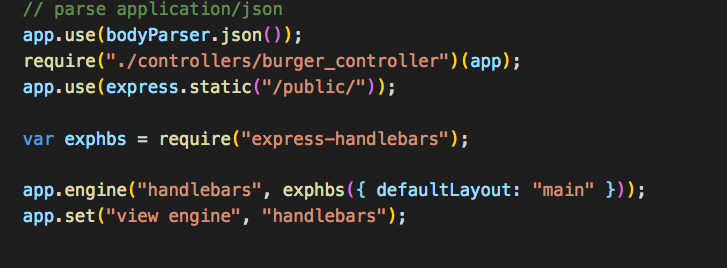 // parse application/json
app.use(bodyParser.json());
require("./controllers/burger_controller")(app);
app.use(express.static("/public/"));
var exphbs = require("express-handlebars");
app.engine("handlebars", exphbs({ defaultLayout: "main" }));
app.set("view engine", "handlebars");